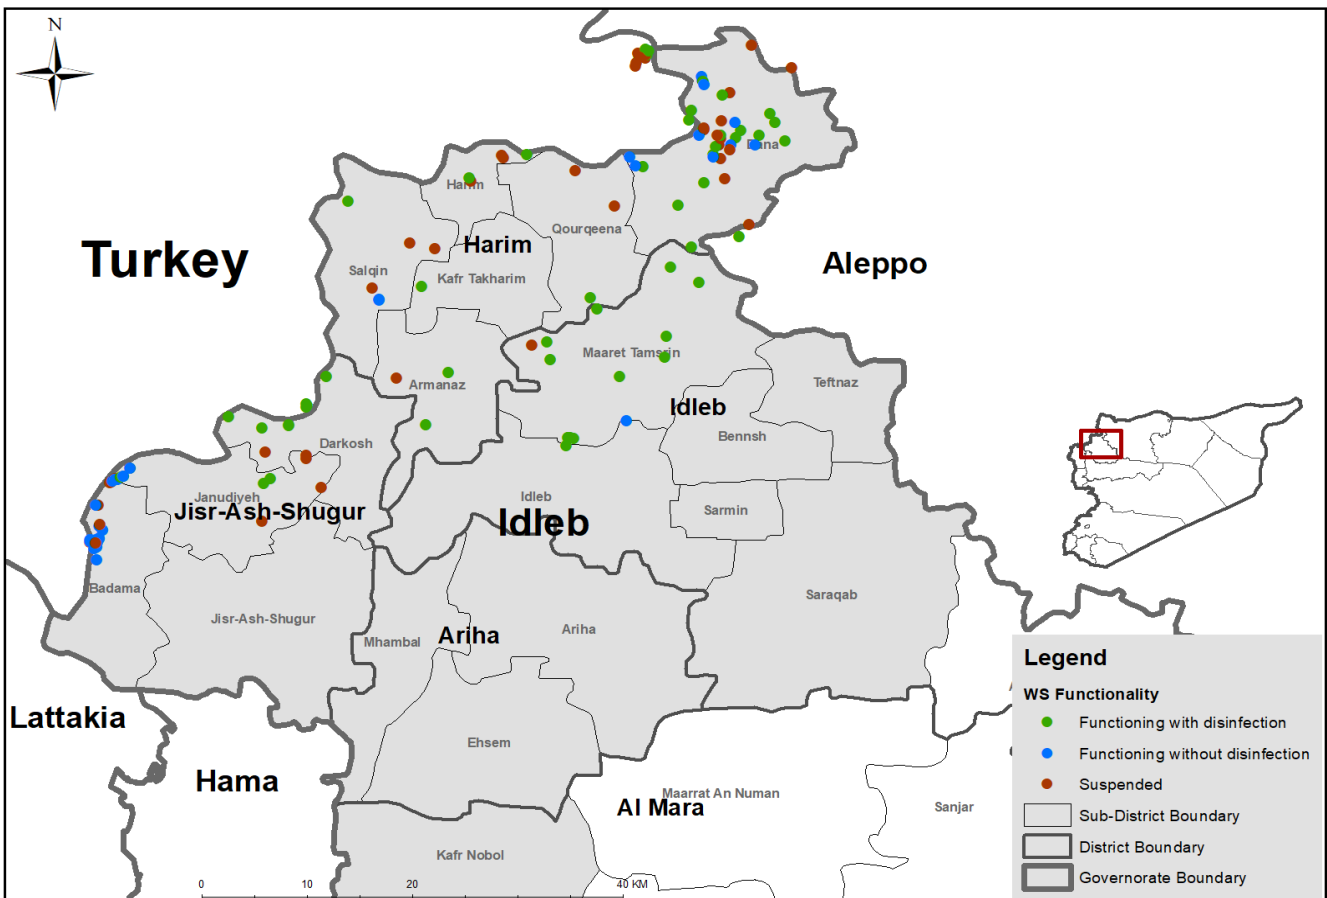 N
Dana
Harim
Harim
Qourqeena
Turkey
Aleppo
Salqin
Kafr Takharim
Maaret Tamsrin
Armanaz
Teftnaz
Idleb
Bennsh
Darkosh
Janudiyeh
Jisr-Ash-Shugur
Idleb
Idleb
Sarmin
Badama
Saraqab
Jisr-Ash-Shugur
Mhambal
Ariha
Ariha
Lattakia
Ehsem
Hama
Maarrat An Numan
Al Mara
Sanjar
Kafr Nobol
0 10 20 40 KM
Legend
WS Functionality
Functioning with disinfection
Functioning without disinfection
Suspended
Sub-District Boundary
District Boundary
Governorate Boundary